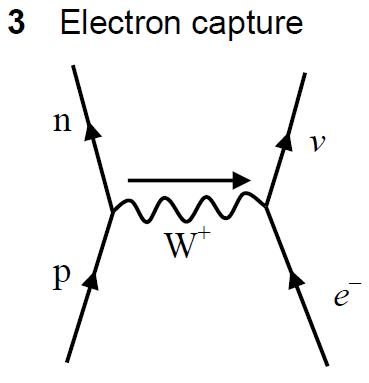 3 Electron capture
n
v
W⁺
p
e⁻